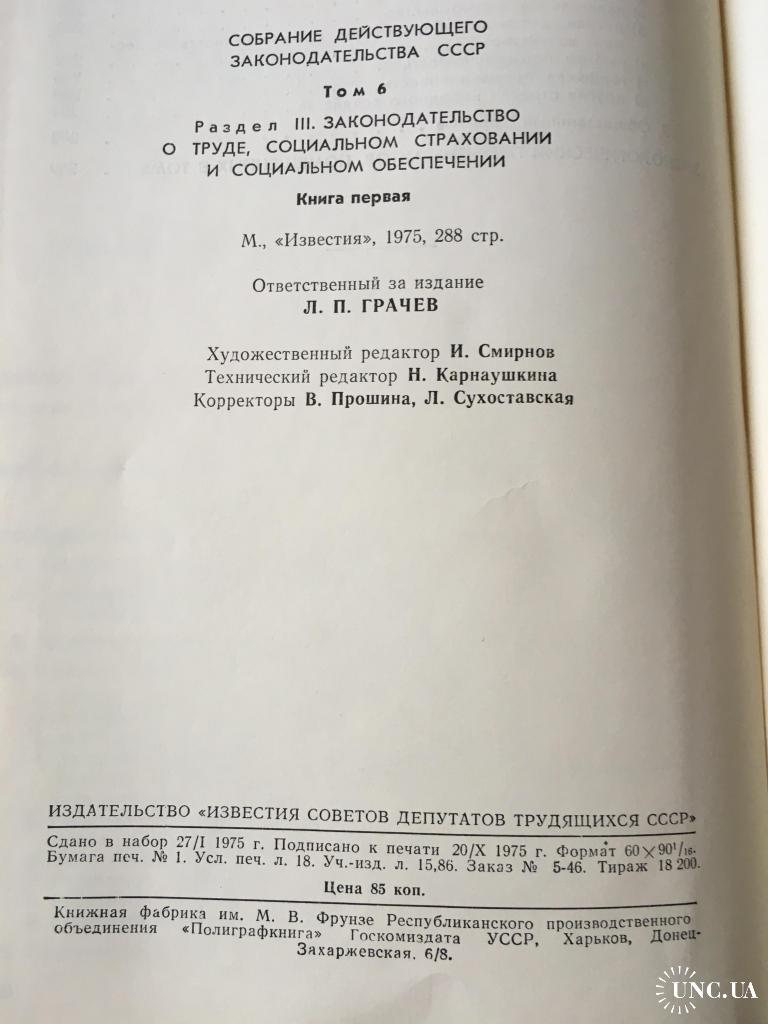 СОБРАНИЕ ДЕЙСТВУЮЩЕГО
ЗАКОНОДАТЕЛЬСТВА СССР
Том 6
Раздел III. ЗАКОНОДАТЕЛЬСТВО
О ТРУДЕ, СОЦИАЛЬНОМ СТРАХОВАНИИ
И СОЦИАЛЬНОМ ОБЕСПЕЧЕНИИ
Книга первая
М., «Известия», 1975, 288 стр.
Ответственный за издание
Л. П. ГРАЧЕВ
Художественный редактор И. Смирнов
Технический редактор Н. Карнаушкина
Корректоры В. Прошина, Л. Сухоставская
ИЗДАТЕЛЬСТВО «ИЗВЕСТИЯ СОВЕТОВ ДЕПУТАТОВ ТРУДЯЩИХСЯ СССР»
Сдано в набор 27/I 1975 г. Подписано к печати 20/X 1975 г. Формат 60×90¹/₁₆.
Бумага печ. № 1. Усл. печ. л. 18. Уч.-изд. л. 15,86. Заказ № 5-46. Тираж 18 200.
Цена 85 коп.
Книжная фабрика им. М. В. Фрунзе Республиканского производственного
объединения «Полиграфкнига» Госкомиздата УССР, Харьков, Донец-
Захаржевская, 6/8.
UNC.UA